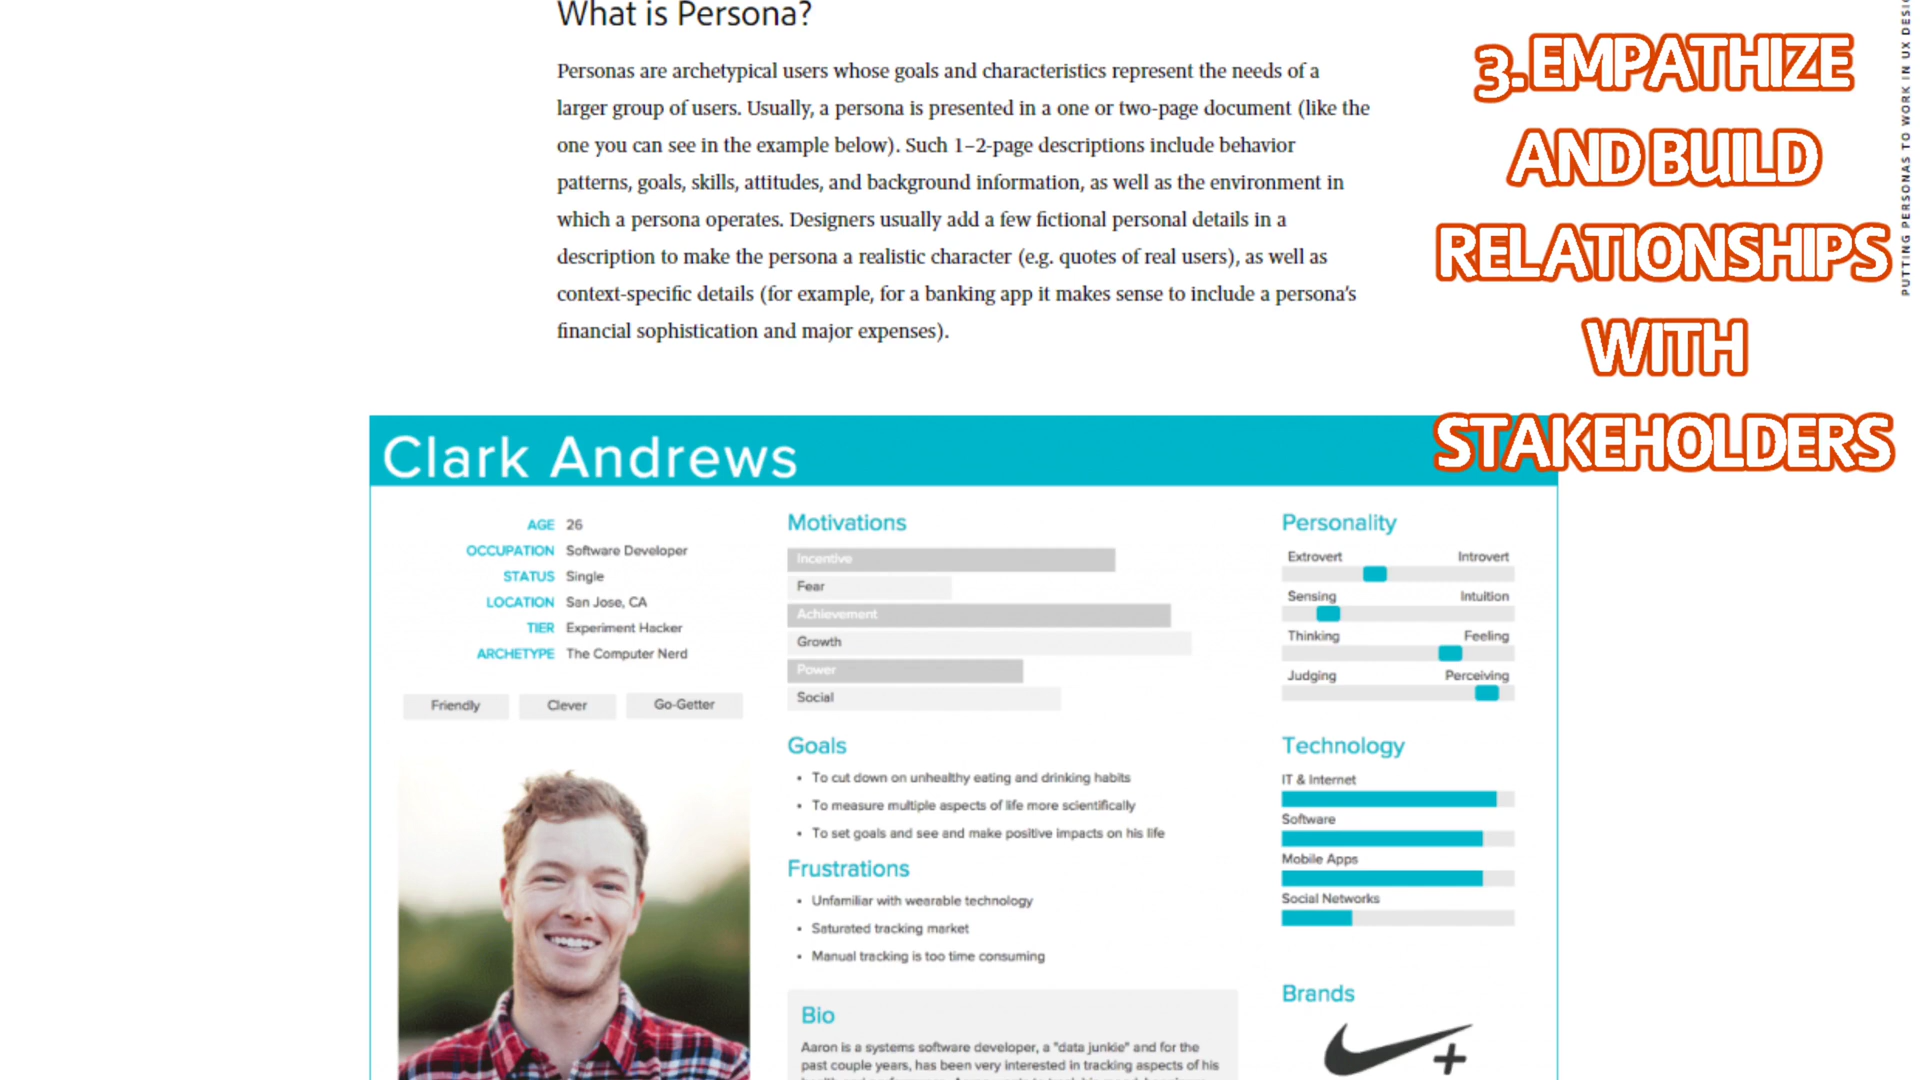 What is Persona?
Personas are archetypical users whose goals and characteristics represent the needs of a
larger group of users. Usually, a persona is presented in a one or two-page document (like the
one you can see in the example below). Such 1–2-page descriptions include behavior
patterns, goals, skills, attitudes, and background information, as well as the environment in
which a persona operates. Designers usually add a few fictional personal details in a
description to make the persona a realistic character (e.g. quotes of real users), as well as
context-specific details (for example, for a banking app it makes sense to include a persona’s
financial sophistication and major expenses).
3.EMPATHIZE
AND BUILD
RELATIONSHIPS
WITH
STAKEHOLDERS
PUTTING PERSONAS TO WORK IN UX
Clark Andrews
AGE 26
OCCUPATION Software Developer
STATUS Single
LOCATION San Jose, CA
TIER Experiment Hacker
ARCHETYPE The Computer Nerd
Friendly Clever Go-Getter
Motivations
Incentive
Fear
Achievement
Growth
Power
Social
Goals
• To cut down on unhealthy eating and drinking habits
• To measure multiple aspects of life more scientifically
• To set goals and see and make positive impacts on his life
Frustrations
• Unfamiliar with wearable technology
• Saturated tracking market
• Manual tracking is too time consuming
Bio
Aaron is a systems software developer, a "data junkie" and for the
past couple years, has been very interested in tracking aspects of his
Personality
Extrovert Introvert
Sensing Intuition
Thinking Feeling
Judging Perceiving
Technology
IT & Internet
Software
Mobile Apps
Social Networks
Brands